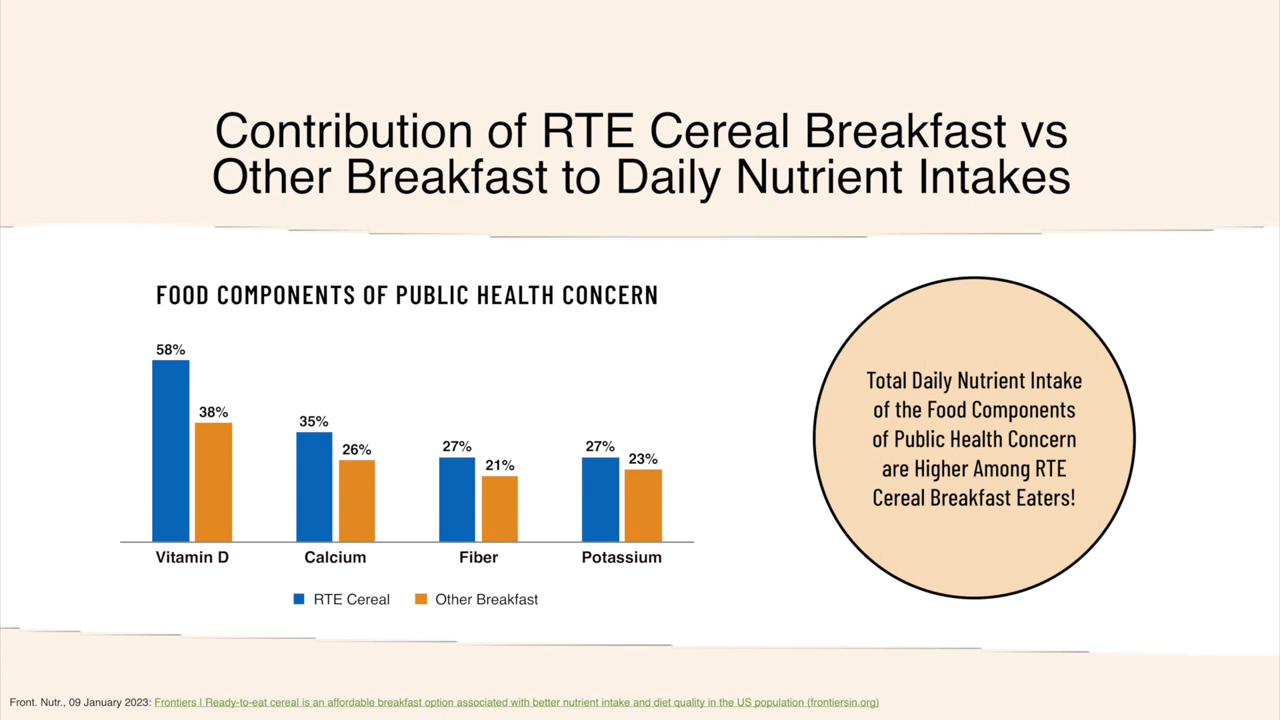 Contribution of RTE Cereal Breakfast vs
Other Breakfast to Daily Nutrient Intakes
FOOD COMPONENTS OF PUBLIC HEALTH CONCERN
58%
38%
35%
26%
27%
21%
27%
23%
Vitamin D
Calcium
Fiber
Potassium
RTE Cereal
Other Breakfast
Total Daily Nutrient Intake
of the Food Components
of Public Health Concern
are Higher Among RTE
Cereal Breakfast Eaters!
Front. Nutr., 09 January 2023: Frontiers | Ready-to-eat cereal is an affordable breakfast option associated with better nutrient intake and diet quality in the US population (frontiersin.org)